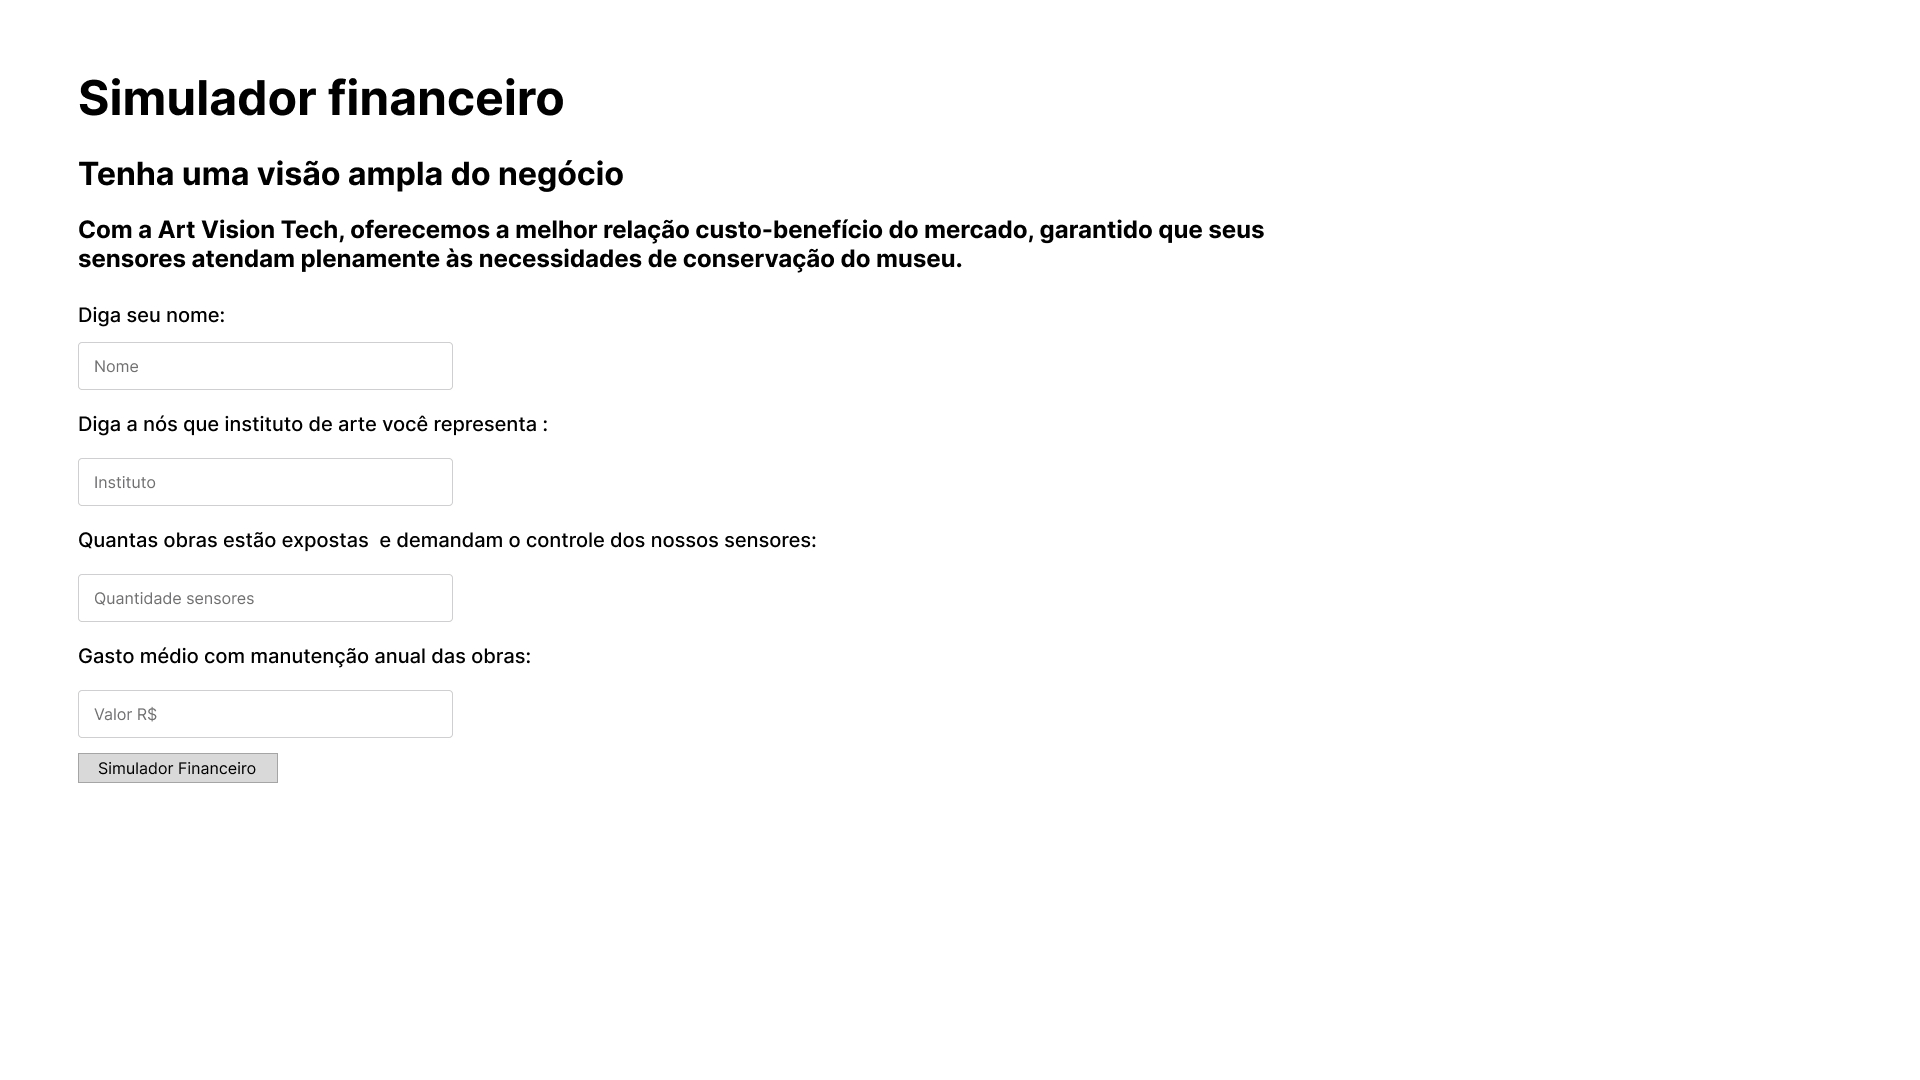 Simulador financeiro
Tenha uma visão ampla do negócio
Com a Art Vision Tech, oferecemos a melhor relação custo-benefício do mercado, garantido que seus
sensores atendam plenamente às necessidades de conservação do museu.
Diga seu nome:
Nome
Diga a nós que instituto de arte você representa :
Instituto
Quantas obras estão expostas  e demandam o controle dos nossos sensores:
Quantidade sensores
Gasto médio com manutenção anual das obras:
Valor R$
Simulador Financeiro